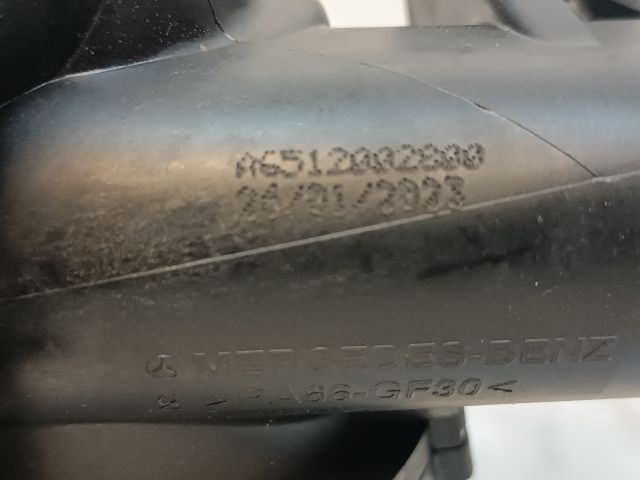 A6512002800
26/01/2023
MERCEDES-BENZ
>PA66-GF30<